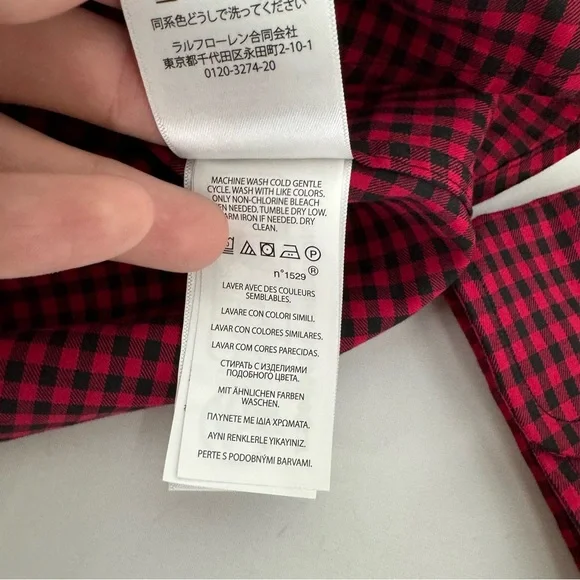 同系色どうしで洗ってください
ラルフローレン合同会社
東京都千代田区永田町2-10-1
0120-3274-20
MACHINE WASH COLD GENTLE
CYCLE. WASH WITH LIKE COLORS.
ONLY NON-CHLORINE BLEACH
NEEDED. TUMBLE DRY LOW.
IRON IF NEEDED. DRY
CLEAN.
P
n°1529 ®
LAVER AVEC DES COULEURS
SEMBLABLES.
LAVARE CON COLORI SIMILI.
LAVAR CON COLORES SIMILARES.
LAVAR COM CORES PARECIDAS.
СТИРАТЬ С ИЗДЕЛИЯМИ
ПОДОБНОГО ЦВЕТА.
MIT ÄHNLICHEN FARBEN
WASCHEN.
ΠΛΥΝΕΤΕ ΜΕ ΙΔΙΑ ΧΡΩΜΑΤΑ.
AYNI RENKLERLE YIKAYINIZ.
PERTE S PODOBNÝMI BARVAMI.